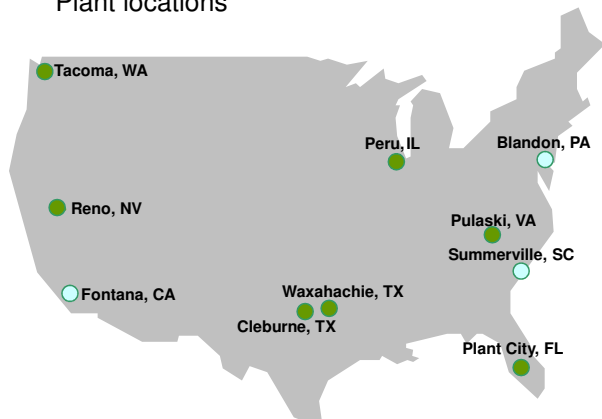 Plant locations
Tacoma, WA
Peru, IL
Blandon, PA
Reno, NV
Pulaski, VA
Summerville, SC
Fontana, CA
Waxahachie, TX
Cleburne, TX
Plant City, FL